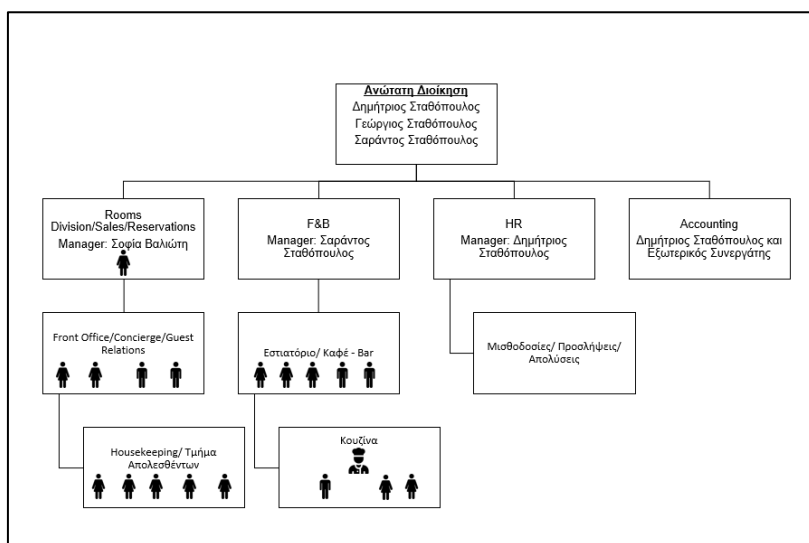 Ανώτατη Διοίκηση
Δημήτριος Σταθόπουλος
Γεώργιος Σταθόπουλος
Σαράντος Σταθόπουλος
Rooms
Division/Sales/Reservations
Manager: Σοφία Βαλιώτη
F&B
Manager: Σαράντος
Σταθόπουλος
HR
Manager: Δημήτριος
Σταθόπουλος
Accounting
Δημήτριος Σταθόπουλος και
Εξωτερικός Συνεργάτης
Front Office/Concierge/Guest
Relations
Εστιατόριο/ Καφέ - Bar
Μισθοδοσίες/ Προσλήψεις/
Απολύσεις
Housekeeping/ Τμήμα
Απολεσθέντων
Κουζίνα